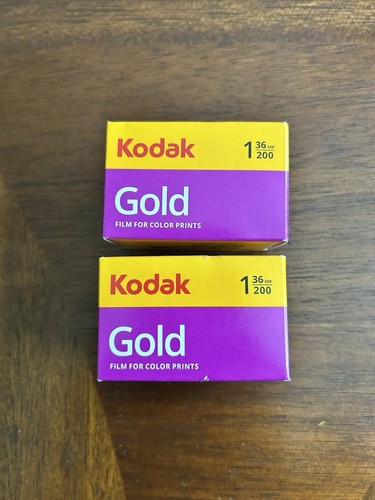 Kodak
1 36 EXP
200
Gold
FILM FOR COLOR PRINTS
Kodak
1 36 EXP
200
Gold
FILM FOR COLOR PRINTS